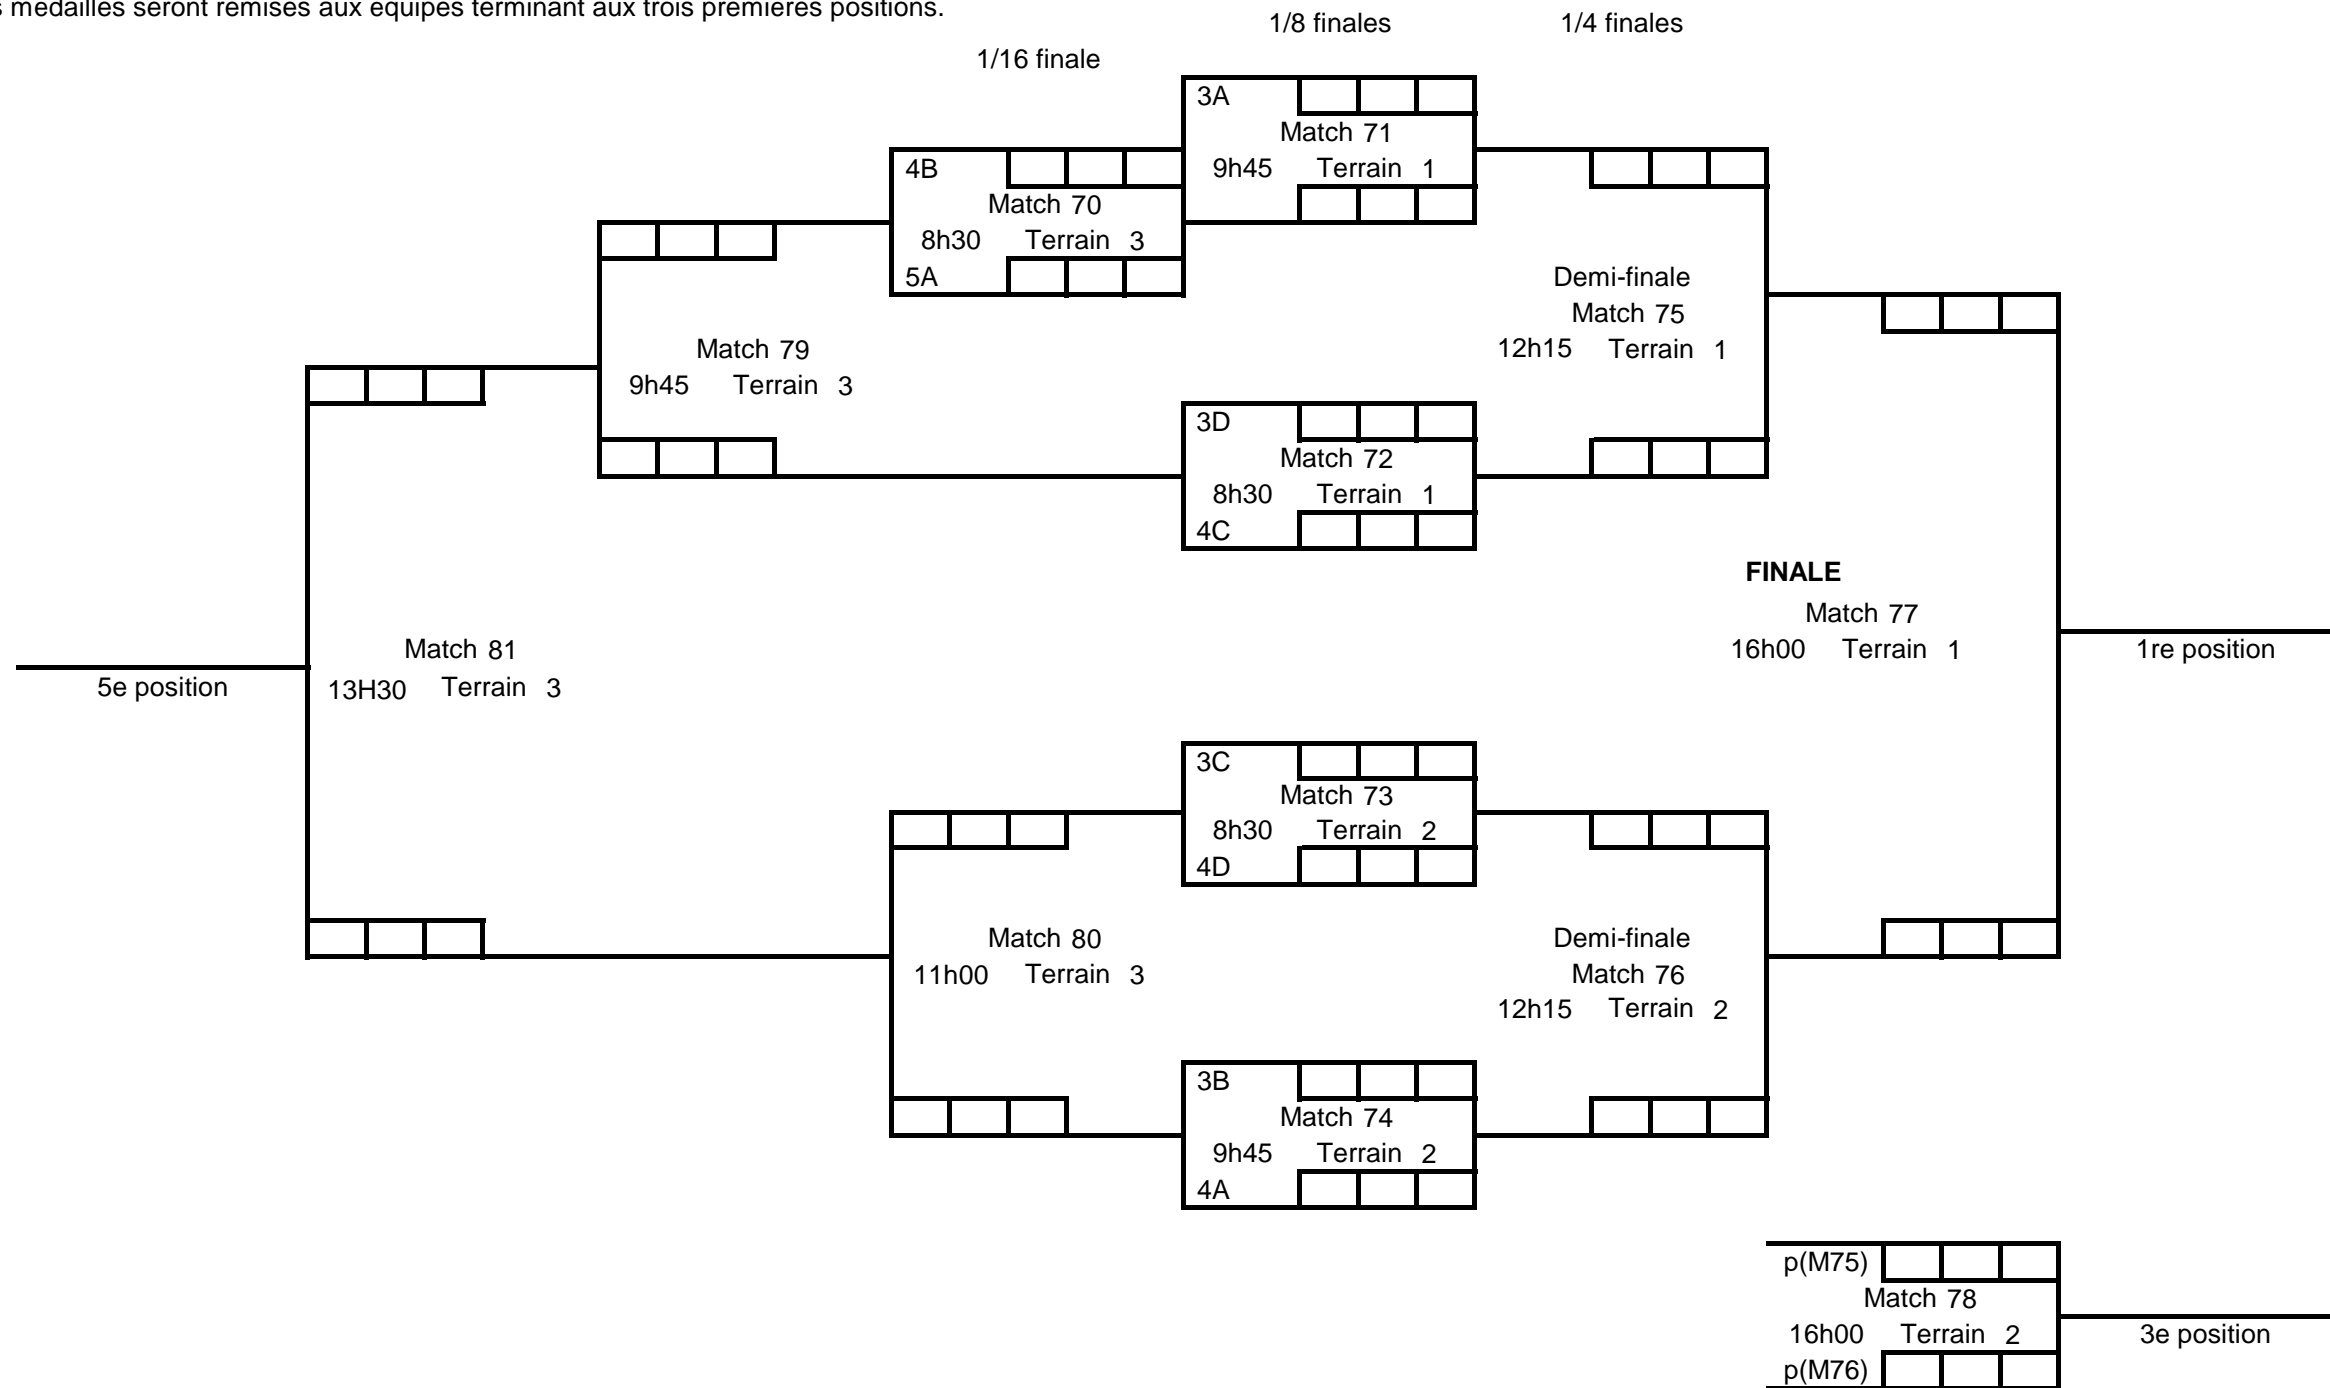 médailles seront remises aux équipes terminant aux trois premières positions.
1/8 finales 1/4 finales
1/16 finale
3A
Match 71
9h45 Terrain 1
4B
Match 70
8h30 Terrain 3
5A
Demi-finale
Match 75
12h15 Terrain 1
Match 79
9h45 Terrain 3
3D
Match 72
8h30 Terrain 1
4C
FINALE
Match 77
16h00 Terrain 1
1re position
Match 81
13H30 Terrain 3
5e position
3C
Match 73
8h30 Terrain 2
4D
Match 80
11h00 Terrain 3
Demi-finale
Match 76
12h15 Terrain 2
3B
Match 74
9h45 Terrain 2
4A
p(M75)
Match 78
16h00 Terrain 2
3e position
p(M76)